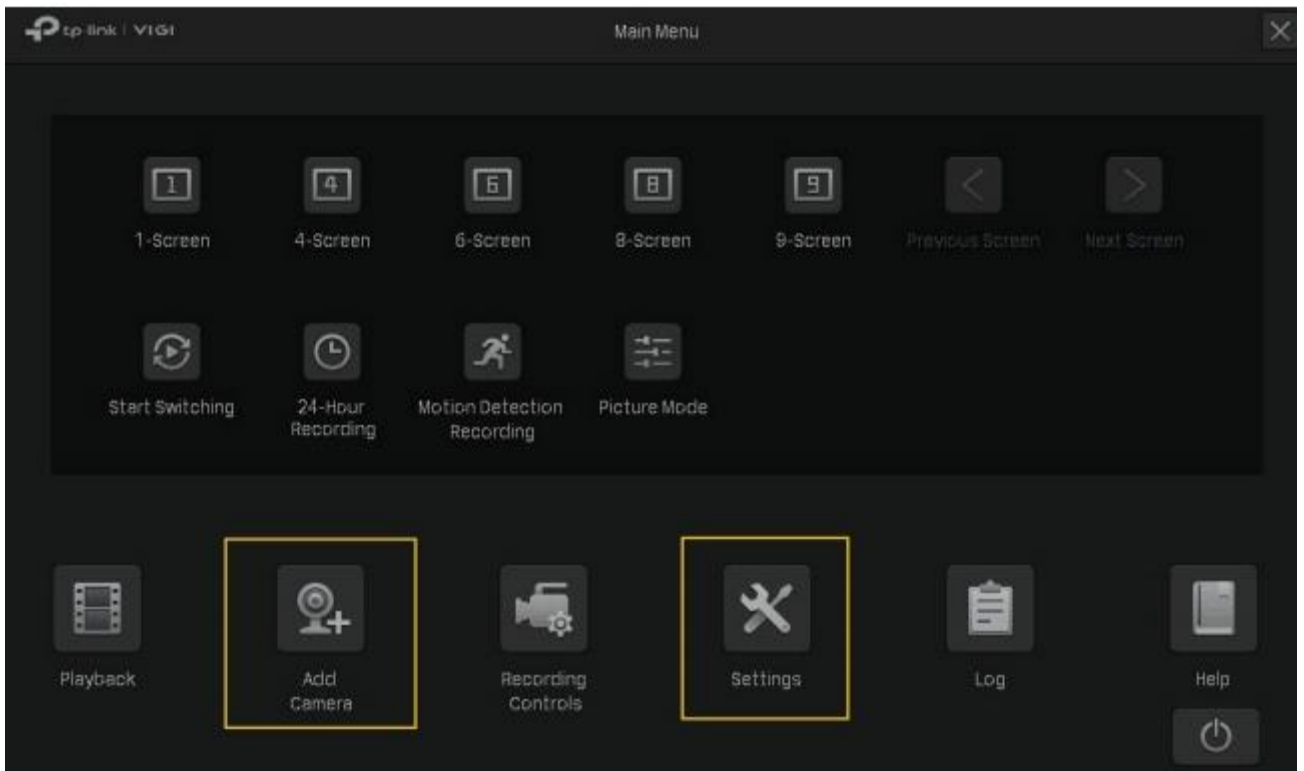 tp-link | VIGI
Main Menu
1
4
6
8
9
1-Screen
4-Screen
6-Screen
8-Screen
9-Screen
Previous Screen
Next Screen
Start Switching
24-Hour
Recording
Motion Detection
Recording
Picture Mode
Playback
Add
Camera
Recording
Controls
Settings
Log
Help